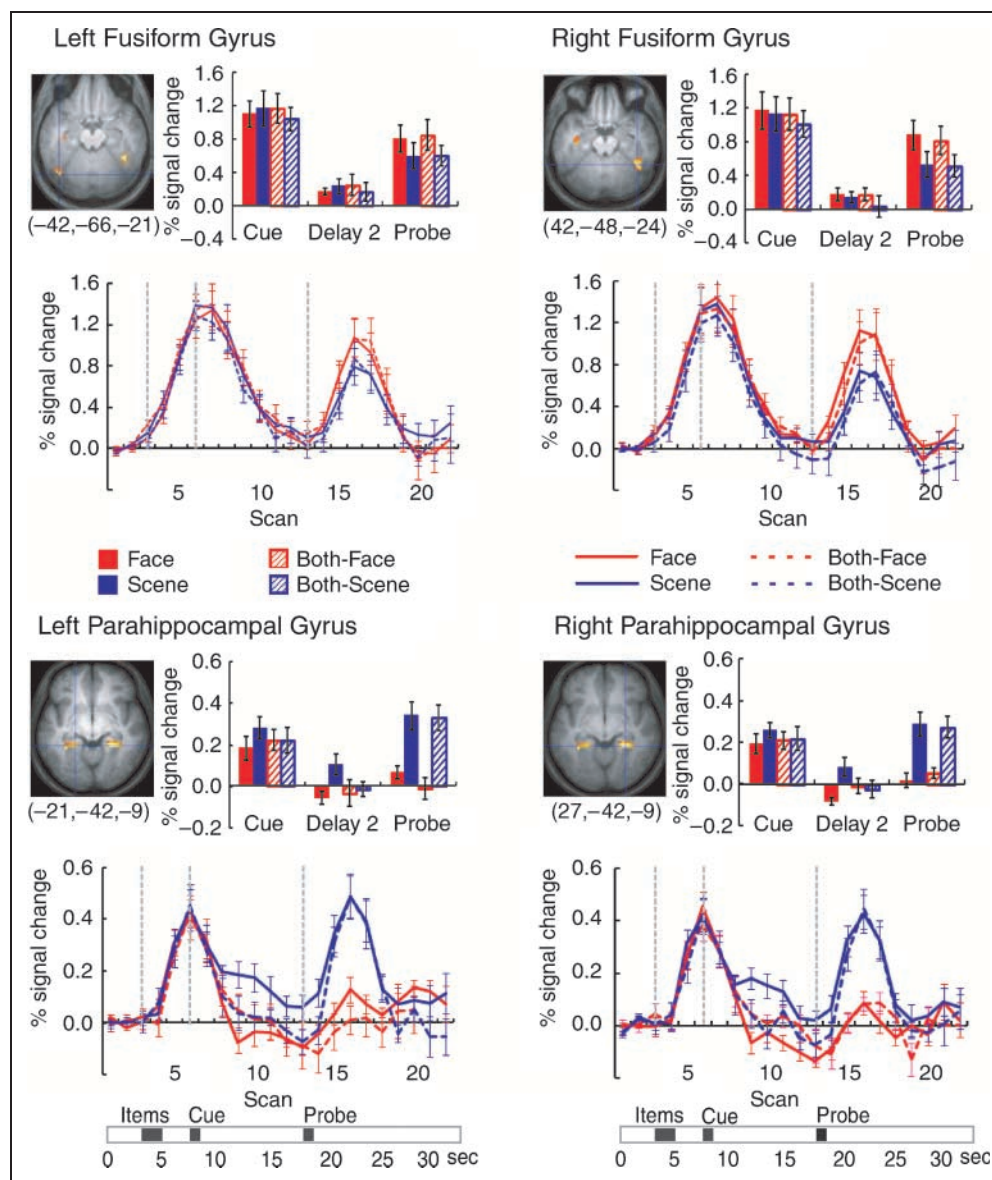 Left Fusiform Gyrus
% signal change
1.6
1.2
0.8
0.4
0.0
−0.4
Cue Delay 2 Probe
(−42,−66,−21)
% signal change
1.6
1.2
0.8
0.4
0.0
5 10 15 20
Scan
Right Fusiform Gyrus
% signal change
1.6
1.2
0.8
0.4
0.0
−0.4
Cue Delay 2 Probe
(42,−48,−24)
% signal change
1.6
1.2
0.8
0.4
0.0
5 10 15 20
Scan
Face Both-Face
Scene Both-Scene
Face Both-Face
Scene Both-Scene
Left Parahippocampal Gyrus
% signal change
0.6
0.4
0.2
0.0
−0.2
Cue Delay 2 Probe
(−21,−42,−9)
% signal change
0.6
0.4
0.2
0.0
5 10 15 20
Scan
Items Cue Probe
0 5 10 15 20 25 30 sec
Right Parahippocampal Gyrus
% signal change
0.6
0.4
0.2
0.0
−0.2
Cue Delay 2 Probe
(27,−42,−9)
% signal change
0.6
0.4
0.2
0.0
5 10 15 20
Scan
Items Cue Probe
0 5 10 15 20 25 30 sec